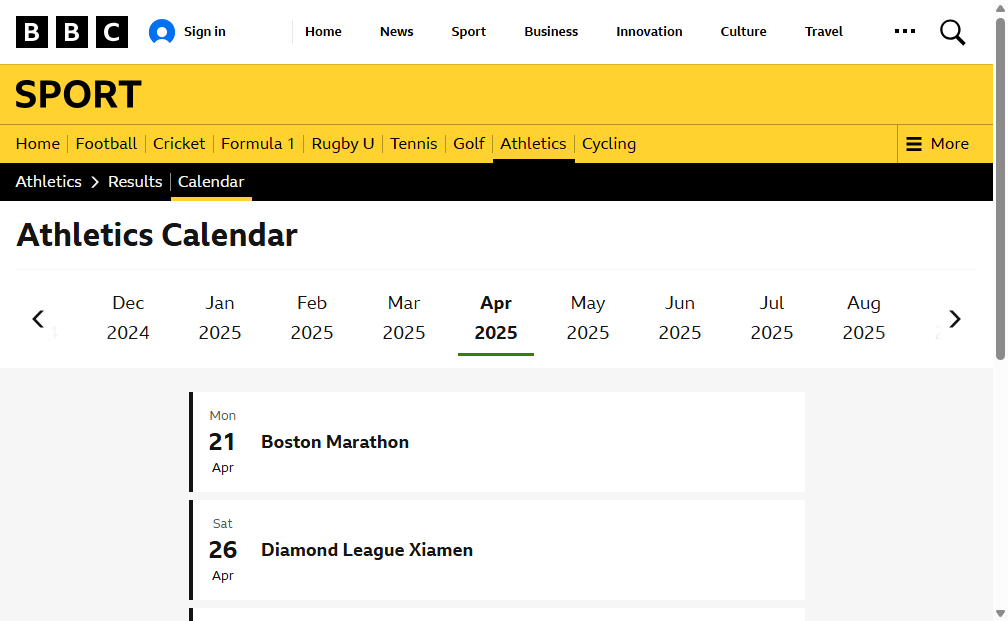 BBC Sign in Home News Sport Business Innovation Culture Travel
SPORT
Home Football Cricket Formula 1 Rugby U Tennis Golf Athletics Cycling More
Athletics Results Calendar
Athletics Calendar
Dec 2024
Jan 2025
Feb 2025
Mar 2025
Apr 2025
May 2025
Jun 2025
Jul 2025
Aug 2025
Mon
21 Boston Marathon
Apr
Sat
26 Diamond League Xiamen
Apr